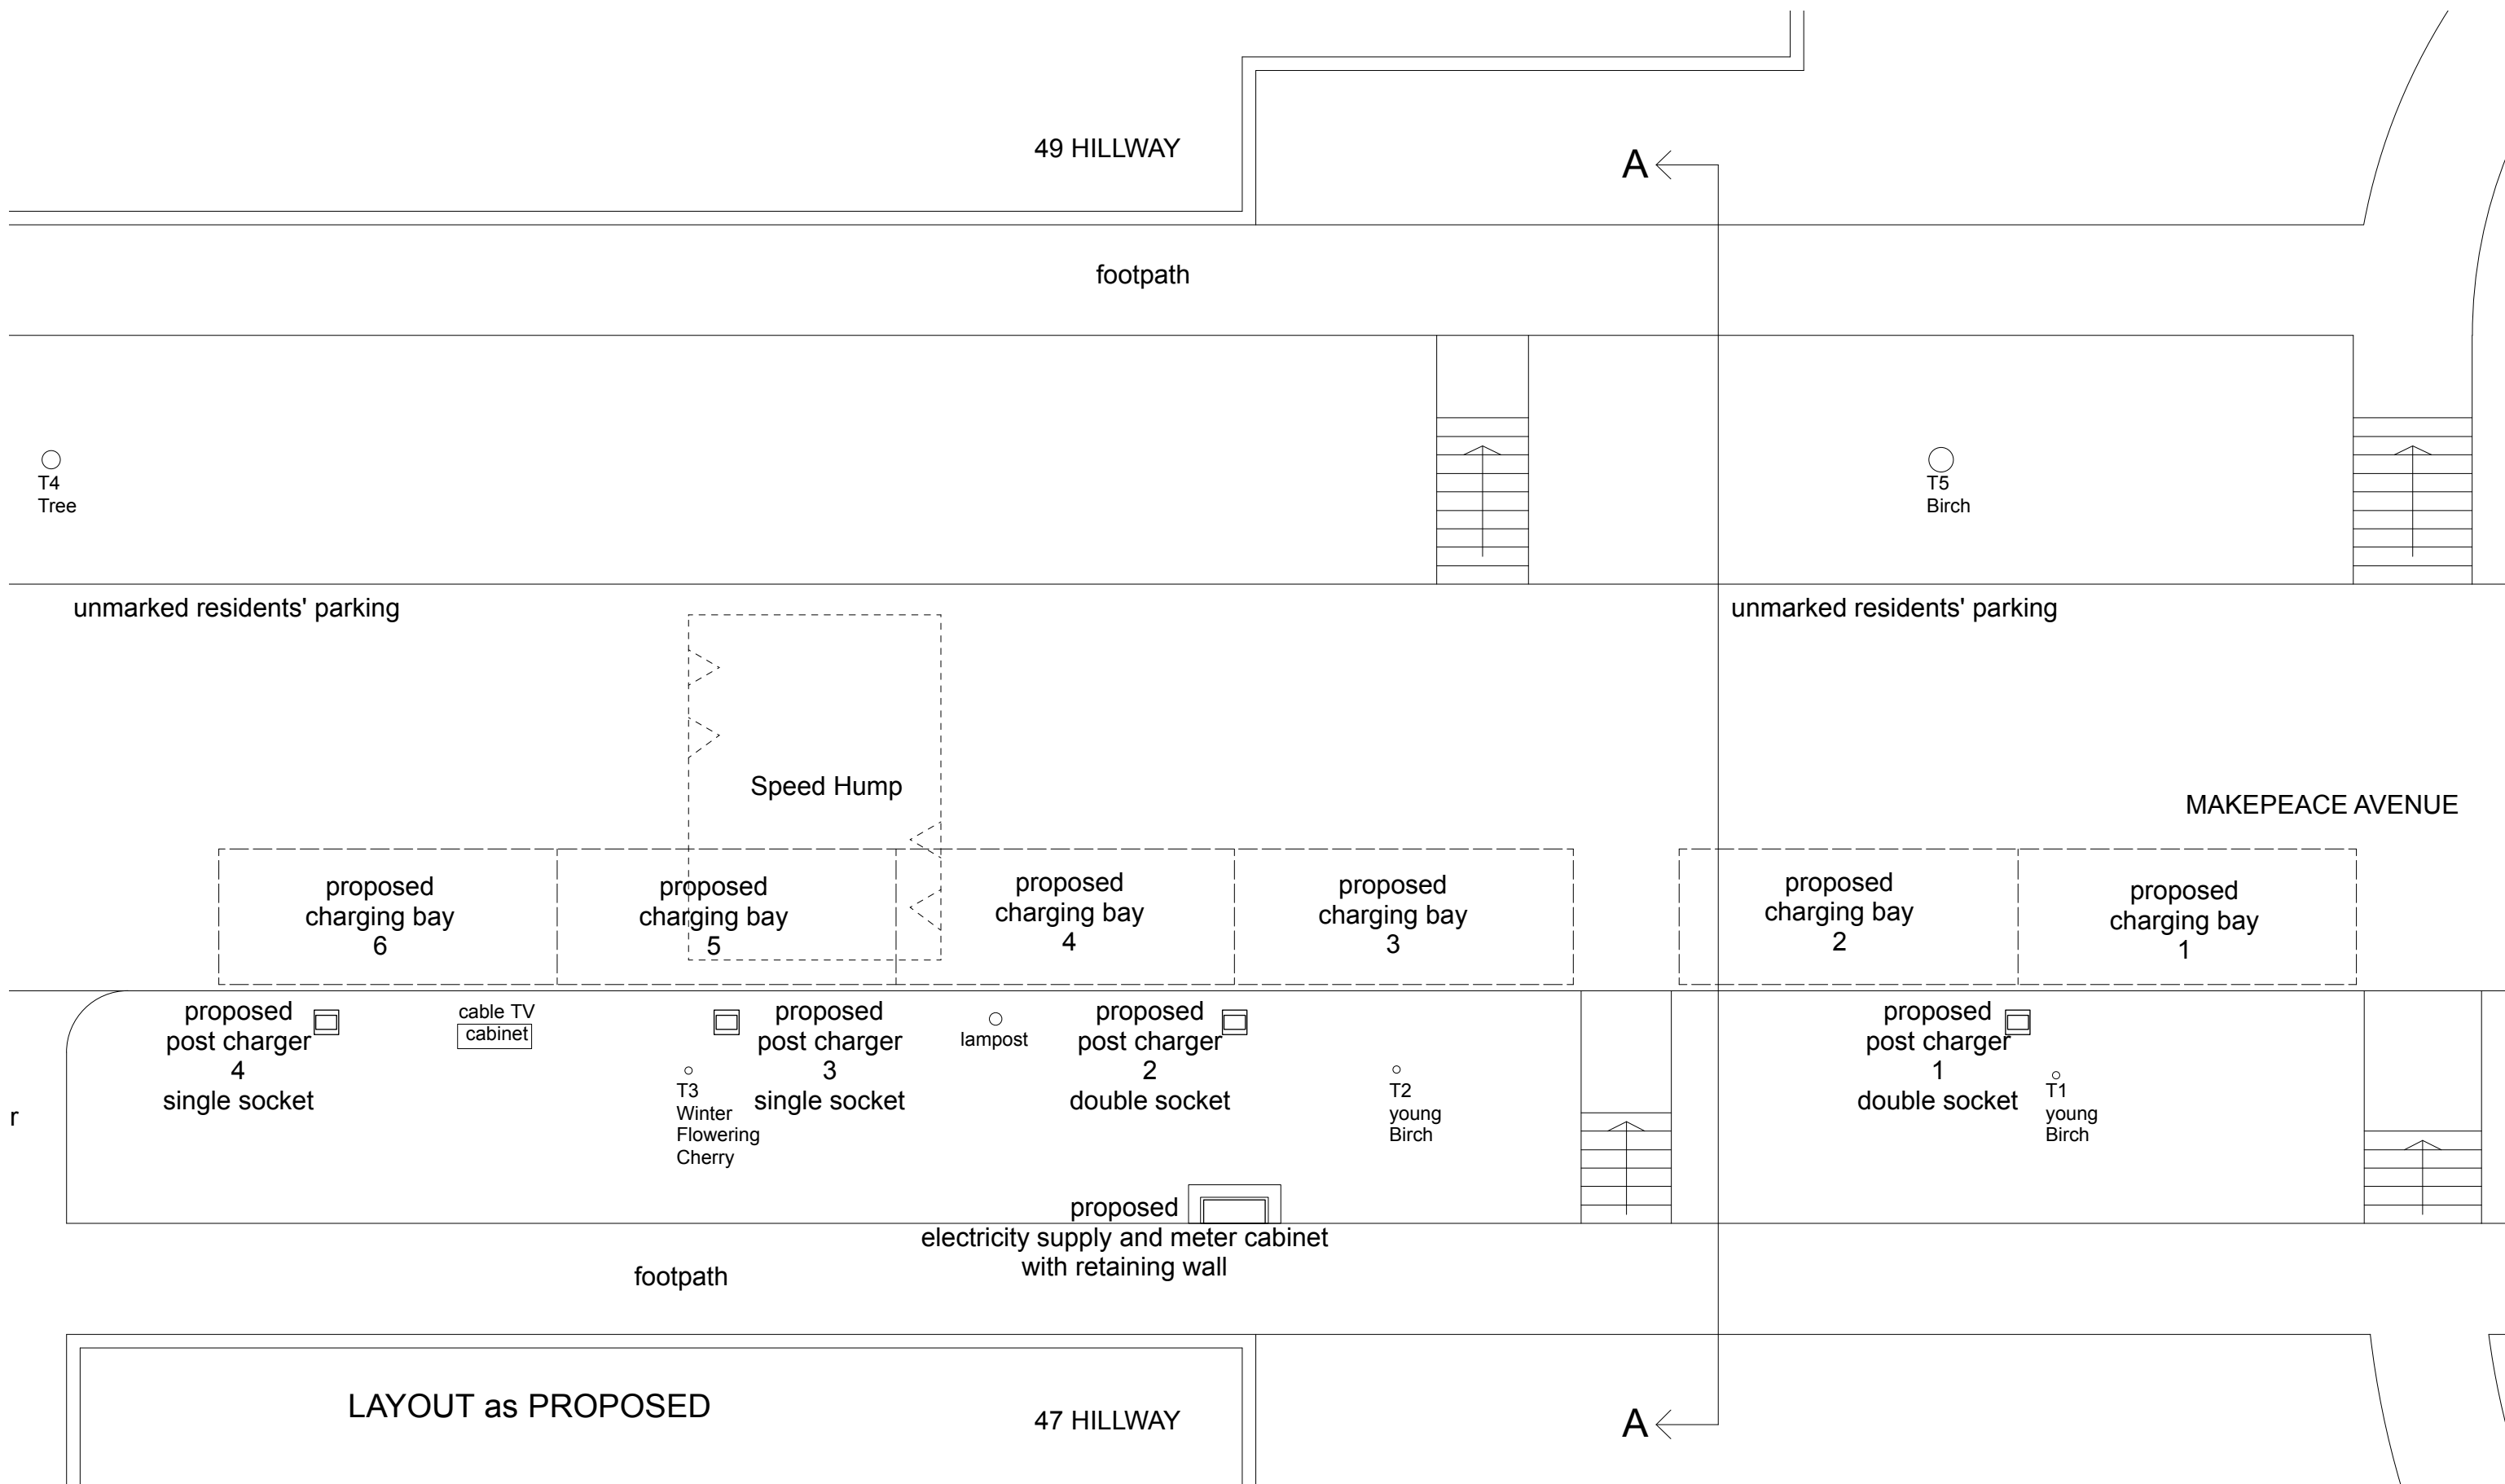 49 HILLWAY
A
footpath
T4
Tree
T5
Birch
unmarked residents' parking
unmarked residents' parking
Speed Hump
MAKEPEACE AVENUE
proposed
charging bay
6
proposed
charging bay
5
proposed
charging bay
4
proposed
charging bay
3
proposed
charging bay
2
proposed
charging bay
1
proposed
post charger
4
single socket
cable TV
cabinet
T3
Winter
Flowering
Cherry
proposed
post charger
3
single socket
lampost
proposed
post charger
2
double socket
T2
young
Birch
proposed
post charger
1
double socket
T1
young
Birch
r
proposed
electricity supply and meter cabinet
with retaining wall
footpath
LAYOUT as PROPOSED
47 HILLWAY
A